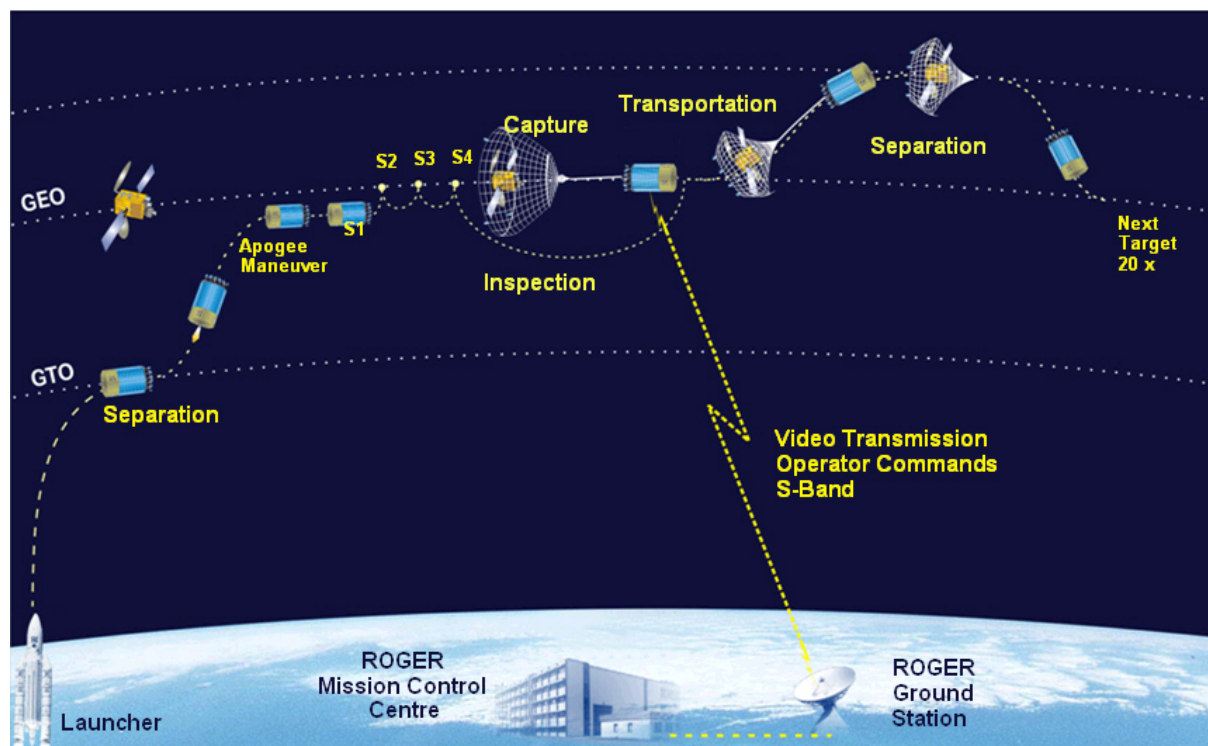 Capture
Transportation
Separation
S2
S3
S4
GEO
S1
Apogee
Maneuver
Inspection
Next
Target
20 x
GTO
Separation
Video Transmission
Operator Commands
S-Band
ROGER
Mission Control
Centre
ROGER
Ground
Station
Launcher